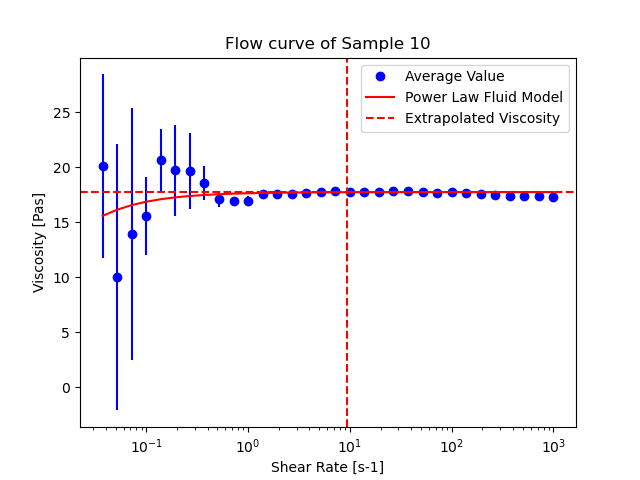 Flow curve of Sample 10
Average Value
Power Law Fluid Model
Extrapolated Viscosity
Viscosity [Pas]
25
20
15
10
5
0
10⁻¹ 10⁰ 10¹ 10² 10³
Shear Rate [s-1]